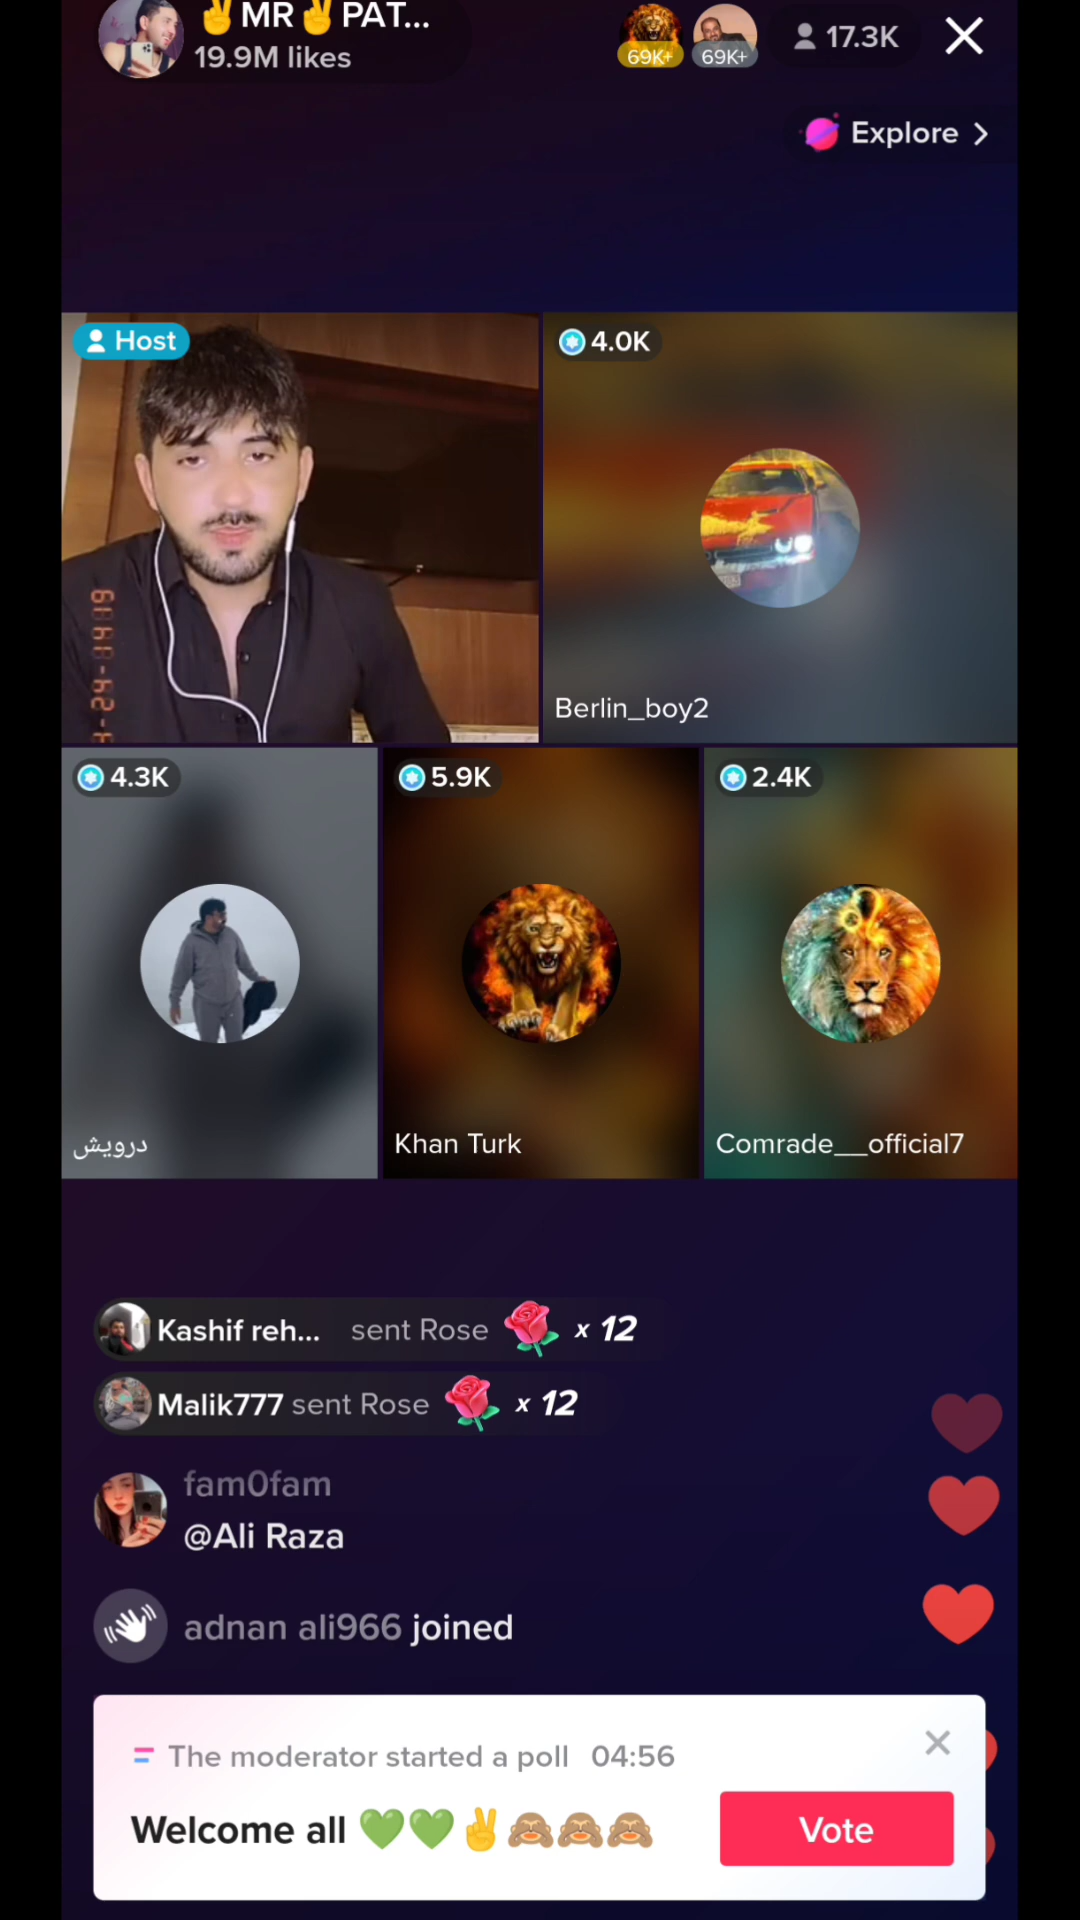 ✌MR✌PAT...
19.9M likes
69K+
69K+
17.3K
Explore >
Host
4.0K
Berlin_boy2
4.3K
5.9K
2.4K
درويش
Khan Turk
Comrade__official7
Kashif reh... sent Rose 🌹 x 12
Malik777 sent Rose 🌹 x 12
fam0fam
@Ali Raza
adnan ali966 joined
The moderator started a poll 04:56
Welcome all 💚💚✌🙈🙈🙈
Vote